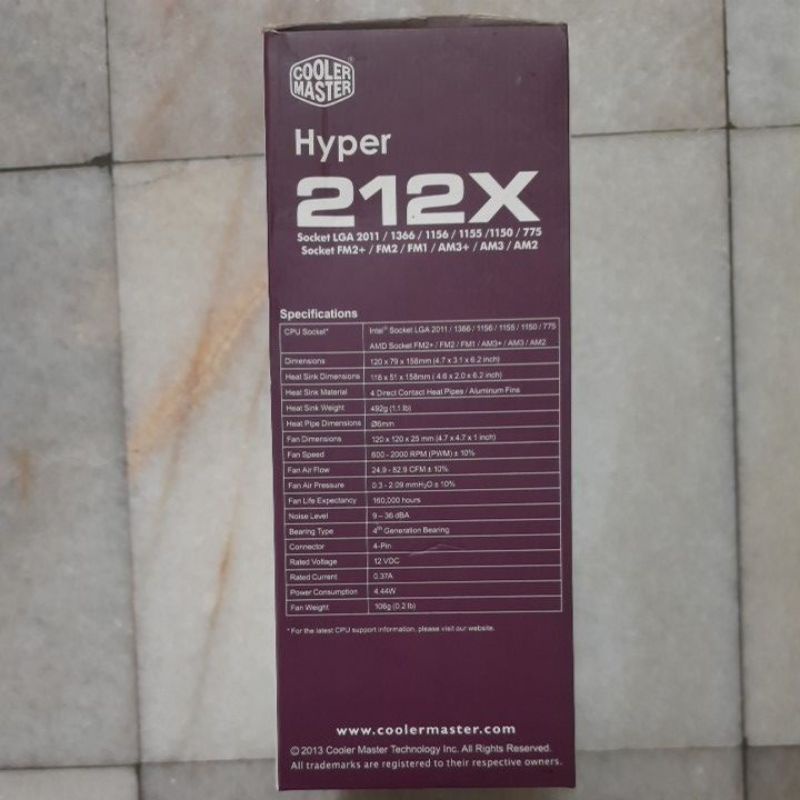 COOLER
MASTER
®
Hyper
212X
Socket LGA 2011 / 1366 / 1156 / 1155 /1150 / 775
Socket FM2+ / FM2 / FM1 / AM3+ / AM3 / AM2
Specifications
CPU Socket* Intel® Socket LGA 2011 / 1366 / 1156 / 1155 / 1150 / 775
AMD Socket FM2+ / FM2 / FM1 / AM3+ / AM3 / AM2
Dimensions 120 x 79 x 158mm (4.7 x 3.1 x 6.2 inch)
Heat Sink Dimensions 116 x 51 x 158mm ( 4.6 x 2.0 x 6.2 inch)
Heat Sink Material 4 Direct Contact Heat Pipes / Aluminum Fins
Heat Sink Weight 492g (1.1 lb)
Heat Pipe Dimensions Ø6mm
Fan Dimensions 120 x 120 x 25 mm (4.7 x 4.7 x 1 inch)
Fan Speed 600 - 2000 RPM (PWM) ± 10%
Fan Air Flow 24.9 - 82.9 CFM ± 10%
Fan Air Pressure 0.3 - 2.09 mmH₂O ± 10%
Fan Life Expectancy 160,000 hours
Noise Level 9 – 36 dBA
Bearing Type 4th Generation Bearing
Connector 4-Pin
Rated Voltage 12 VDC
Rated Current 0.37A
Power Consumption 4.44W
Fan Weight 106g (0.2 lb)
* For the latest CPU support information, please visit our website.
www.coolermaster.com
© 2013 Cooler Master Technology Inc. All Rights Reserved.
All trademarks are registered to their respective owners.